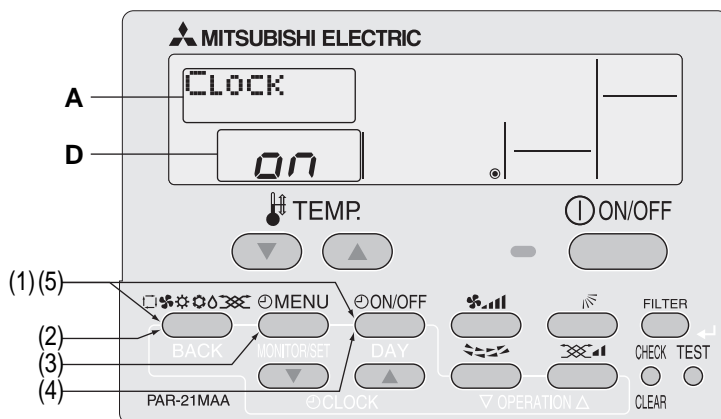 MITSUBISHI ELECTRIC
A
CLOCK
D
on
TEMP.
ON/OFF
(1) (5)
MENU
ON/OFF
FILTER
(2)
BACK
MONITOR/SET
DAY
CHECK
TEST
(3)
(4)
PAR-21MAA
CLOCK
OPERATION
CLEAR